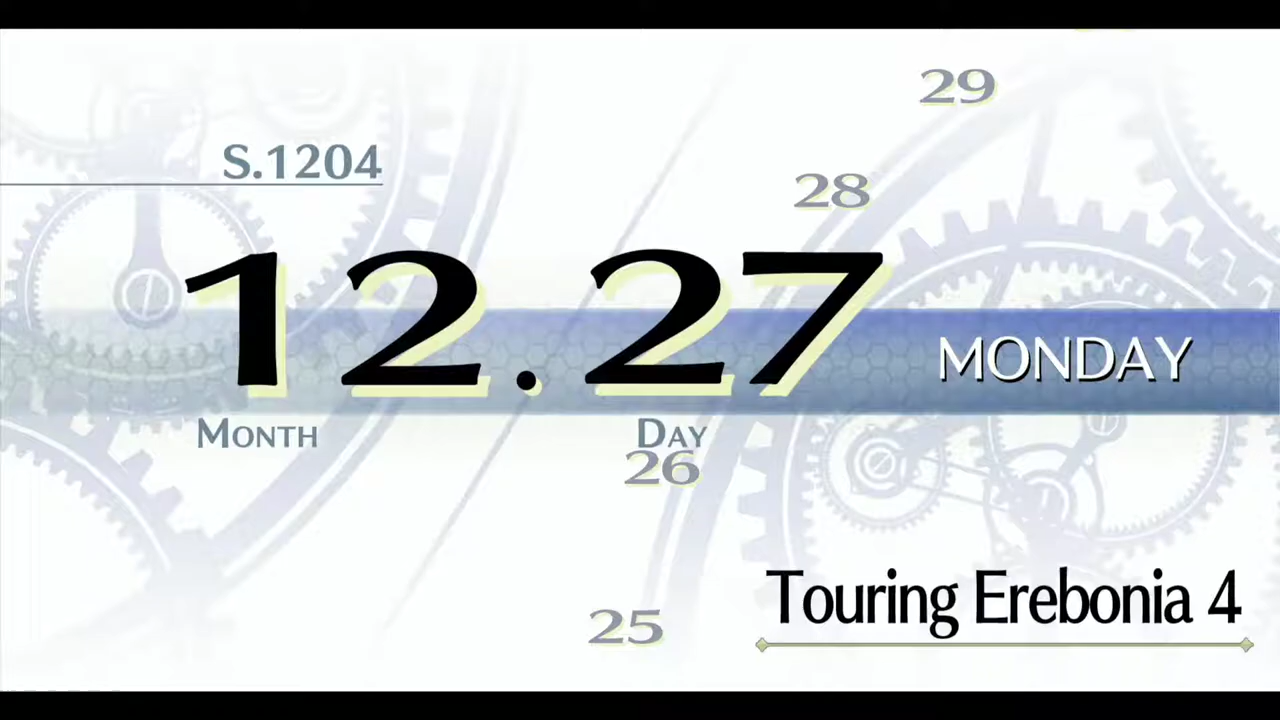 29
S.1204
28
12.27
MONDAY
MONTH
DAY
26
Touring Erebonia 4
25